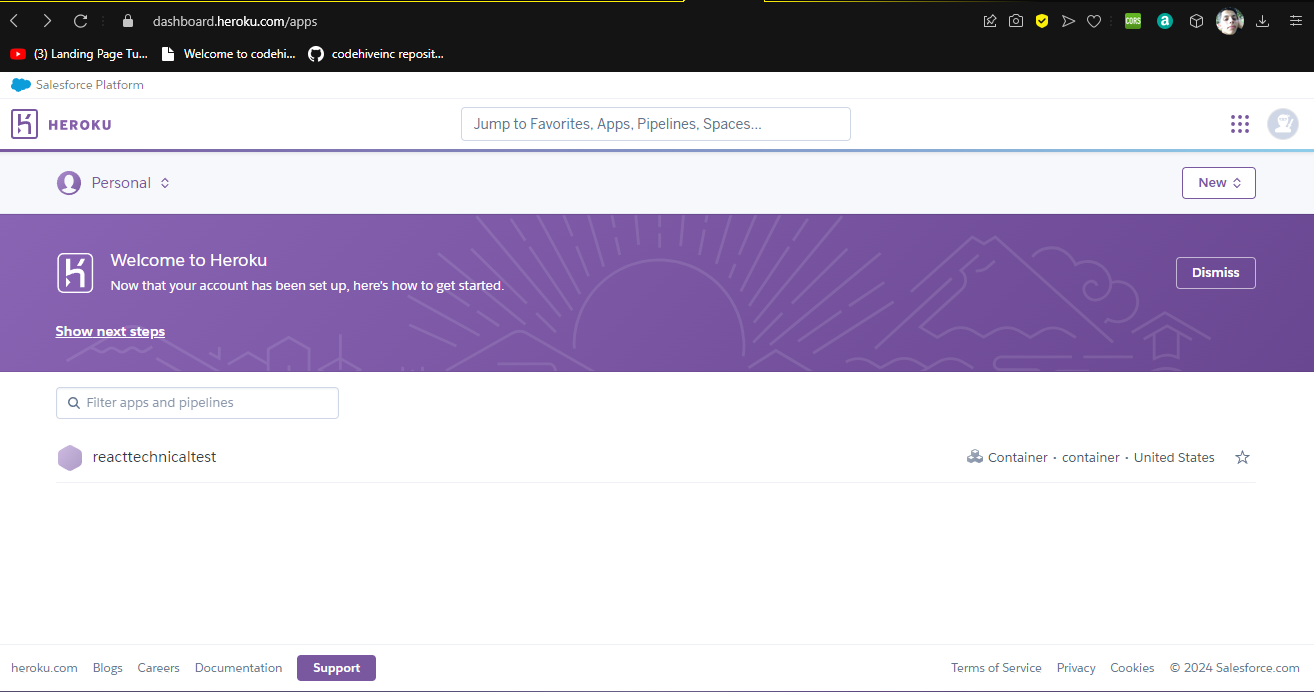 dashboard.heroku.com/apps
CORS
a
(3) Landing Page Tu...
Welcome to codehi...
codehiveinc reposit...
Salesforce Platform
HEROKU
Jump to Favorites, Apps, Pipelines, Spaces...
Personal
New
Welcome to Heroku
Now that your account has been set up, here's how to get started.
Dismiss
Show next steps
Filter apps and pipelines
reacttechnicaltest
Container • container • United States
heroku.com Blogs Careers Documentation Support
Terms of Service Privacy Cookies © 2024 Salesforce.com